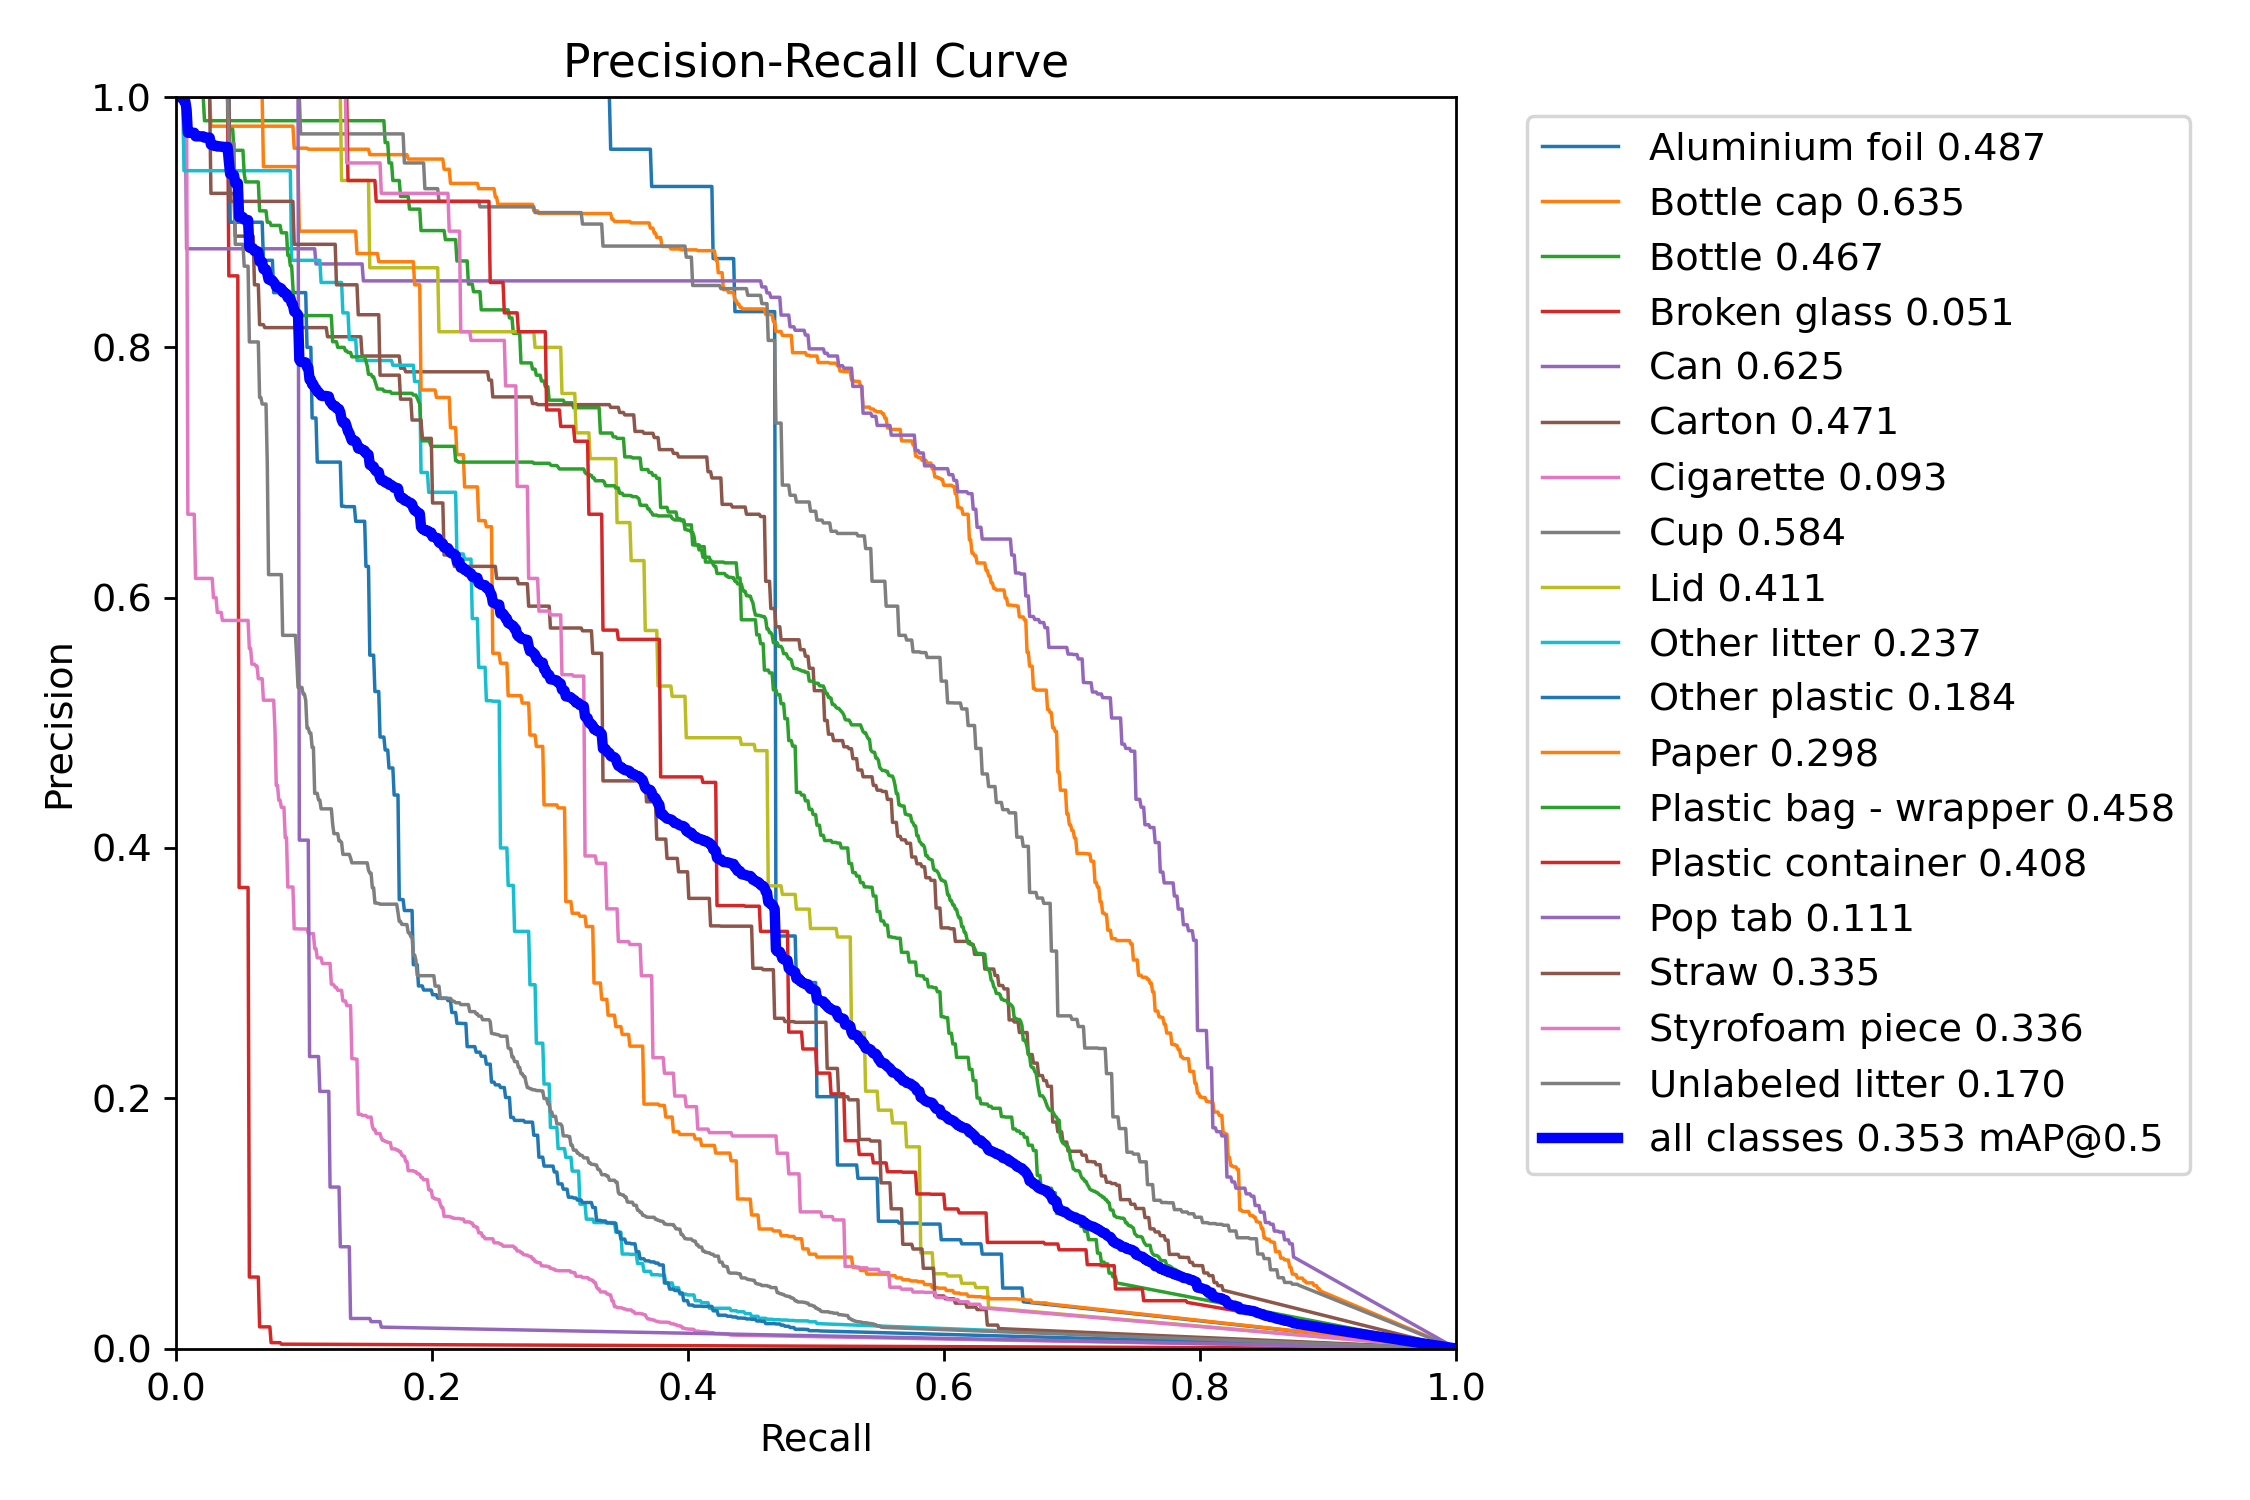 Precision-Recall Curve
1.0
0.8
0.6
0.4
0.2
0.0
Precision
0.0 0.2 0.4 0.6 0.8 1.0
Recall
Aluminium foil 0.487
Bottle cap 0.635
Bottle 0.467
Broken glass 0.051
Can 0.625
Carton 0.471
Cigarette 0.093
Cup 0.584
Lid 0.411
Other litter 0.237
Other plastic 0.184
Paper 0.298
Plastic bag - wrapper 0.458
Plastic container 0.408
Pop tab 0.111
Straw 0.335
Styrofoam piece 0.336
Unlabeled litter 0.170
all classes 0.353 mAP@0.5